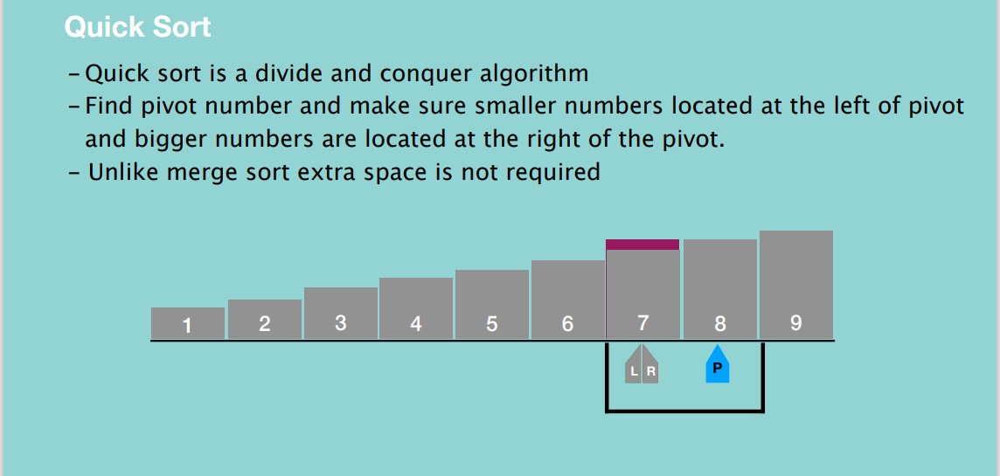 Quick Sort
– Quick sort is a divide and conquer algorithm
– Find pivot number and make sure smaller numbers located at the left of pivot
and bigger numbers are located at the right of the pivot.
– Unlike merge sort extra space is not required
1 2 3 4 5 6 7 8 9
L R P